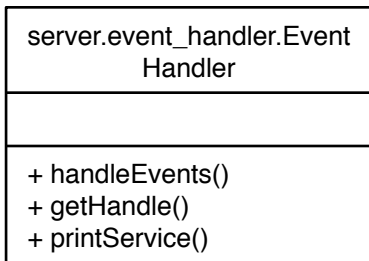 server.event_handler.Event
Handler
+ handleEvents()
+ getHandle()
+ printService()